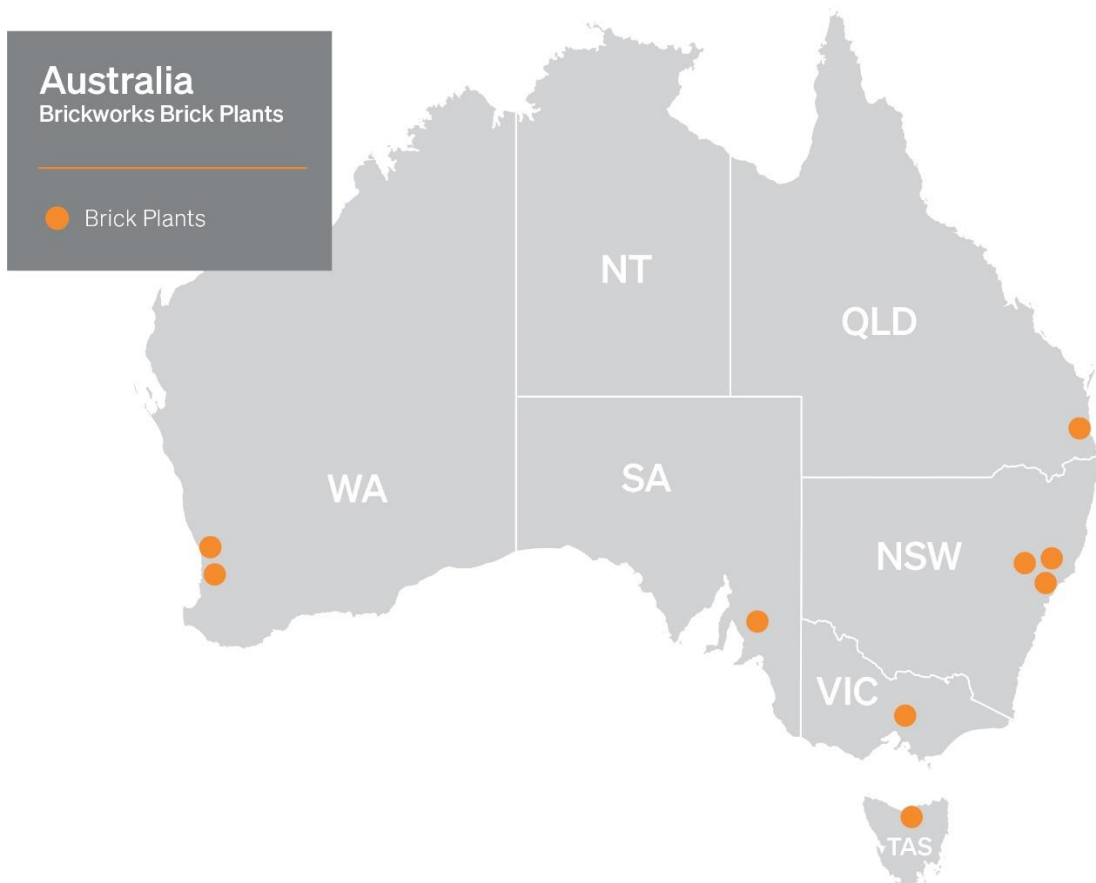 Australia
Brickworks Brick Plants
Brick Plants
NT
QLD
WA
SA
NSW
VIC
TAS